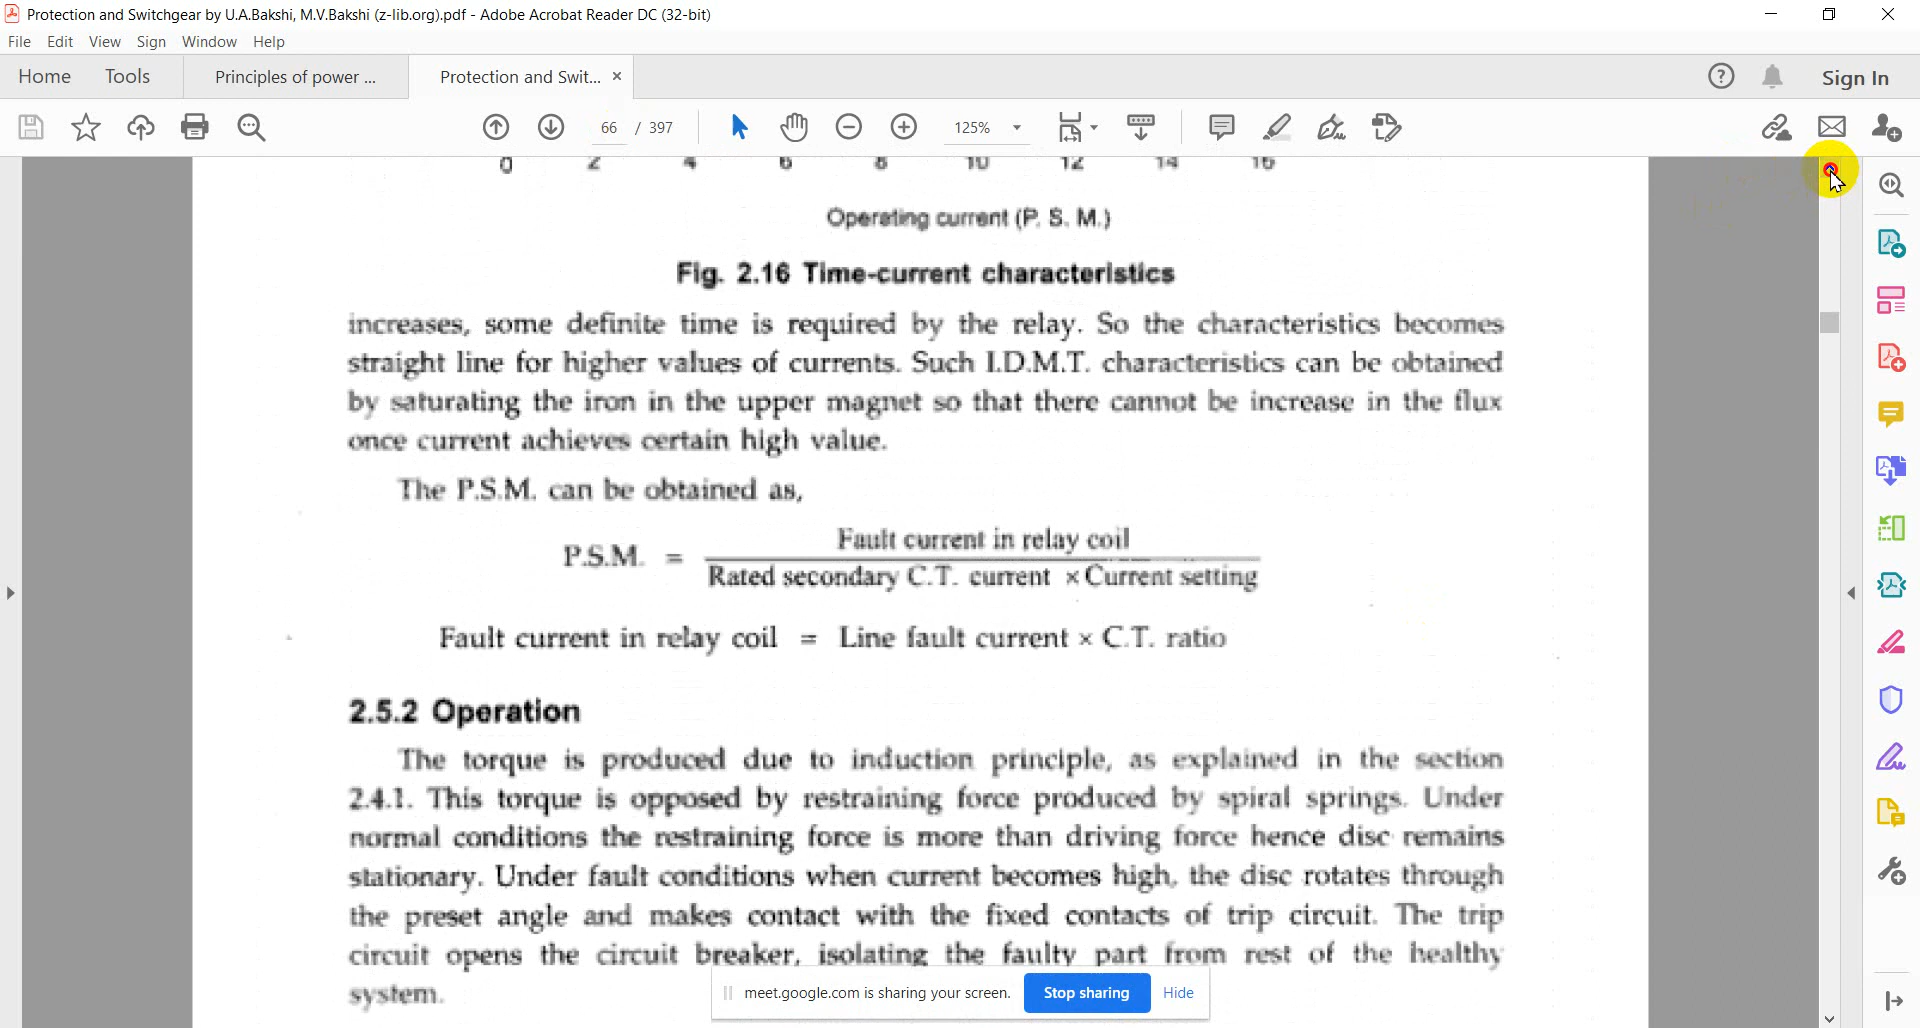 Protection and Switchgear by U.A.Bakshi, M.V.Bakshi (z-lib.org).pdf - Adobe Acrobat Reader DC (32-bit)
File Edit View Sign Window Help
Home Tools Principles of power ... Protection and Swit... × Sign In
66 / 397 125%
0 2 4 6 8 10 12 14 16
Operating current (P. S. M.)
Fig. 2.16 Time-current characteristics
increases, some definite time is required by the relay. So the characteristics becomes
straight line for higher values of currents. Such I.D.M.T. characteristics can be obtained
by saturating the iron in the upper magnet so that there cannot be increase in the flux
once current achieves certain high value.
The P.S.M. can be obtained as,
Fault current in relay coil
P.S.M. =
Rated secondary C.T. current × Current setting
Fault current in relay coil = Line fault current × C.T. ratio
2.5.2 Operation
The torque is produced due to induction principle, as explained in the section
2.4.1. This torque is opposed by restraining force produced by spiral springs. Under
normal conditions the restraining force is more than driving force hence disc remains
stationary. Under fault conditions when current becomes high, the disc rotates through
the preset angle and makes contact with the fixed contacts of trip circuit. The trip
circuit opens the circuit breaker, isolating the faulty part from rest of the healthy
system.
meet.google.com is sharing your screen. Stop sharing Hide